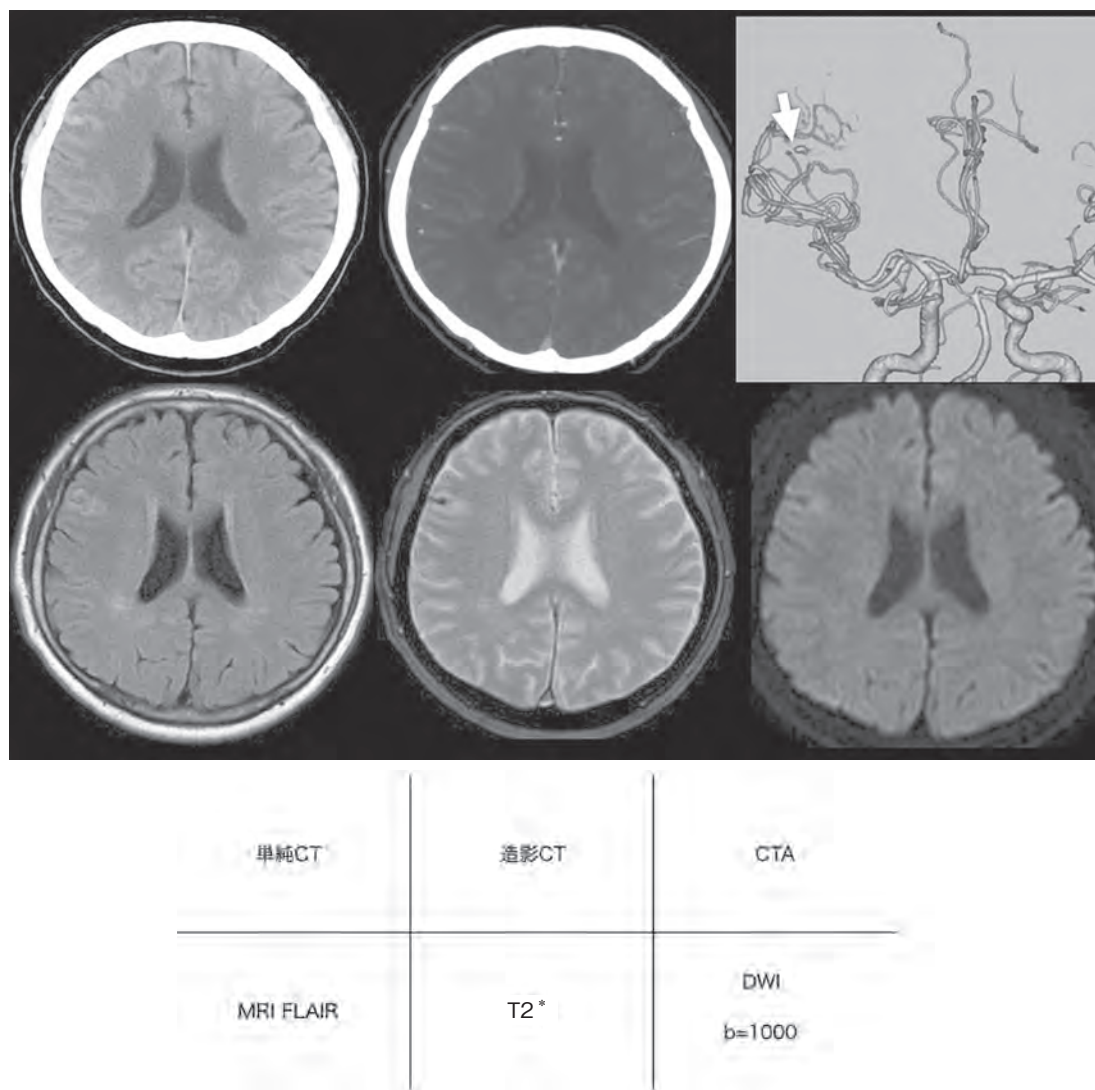 単純CT
造影CT
CTA
MRI FLAIR
T2*
DWI
b=1000